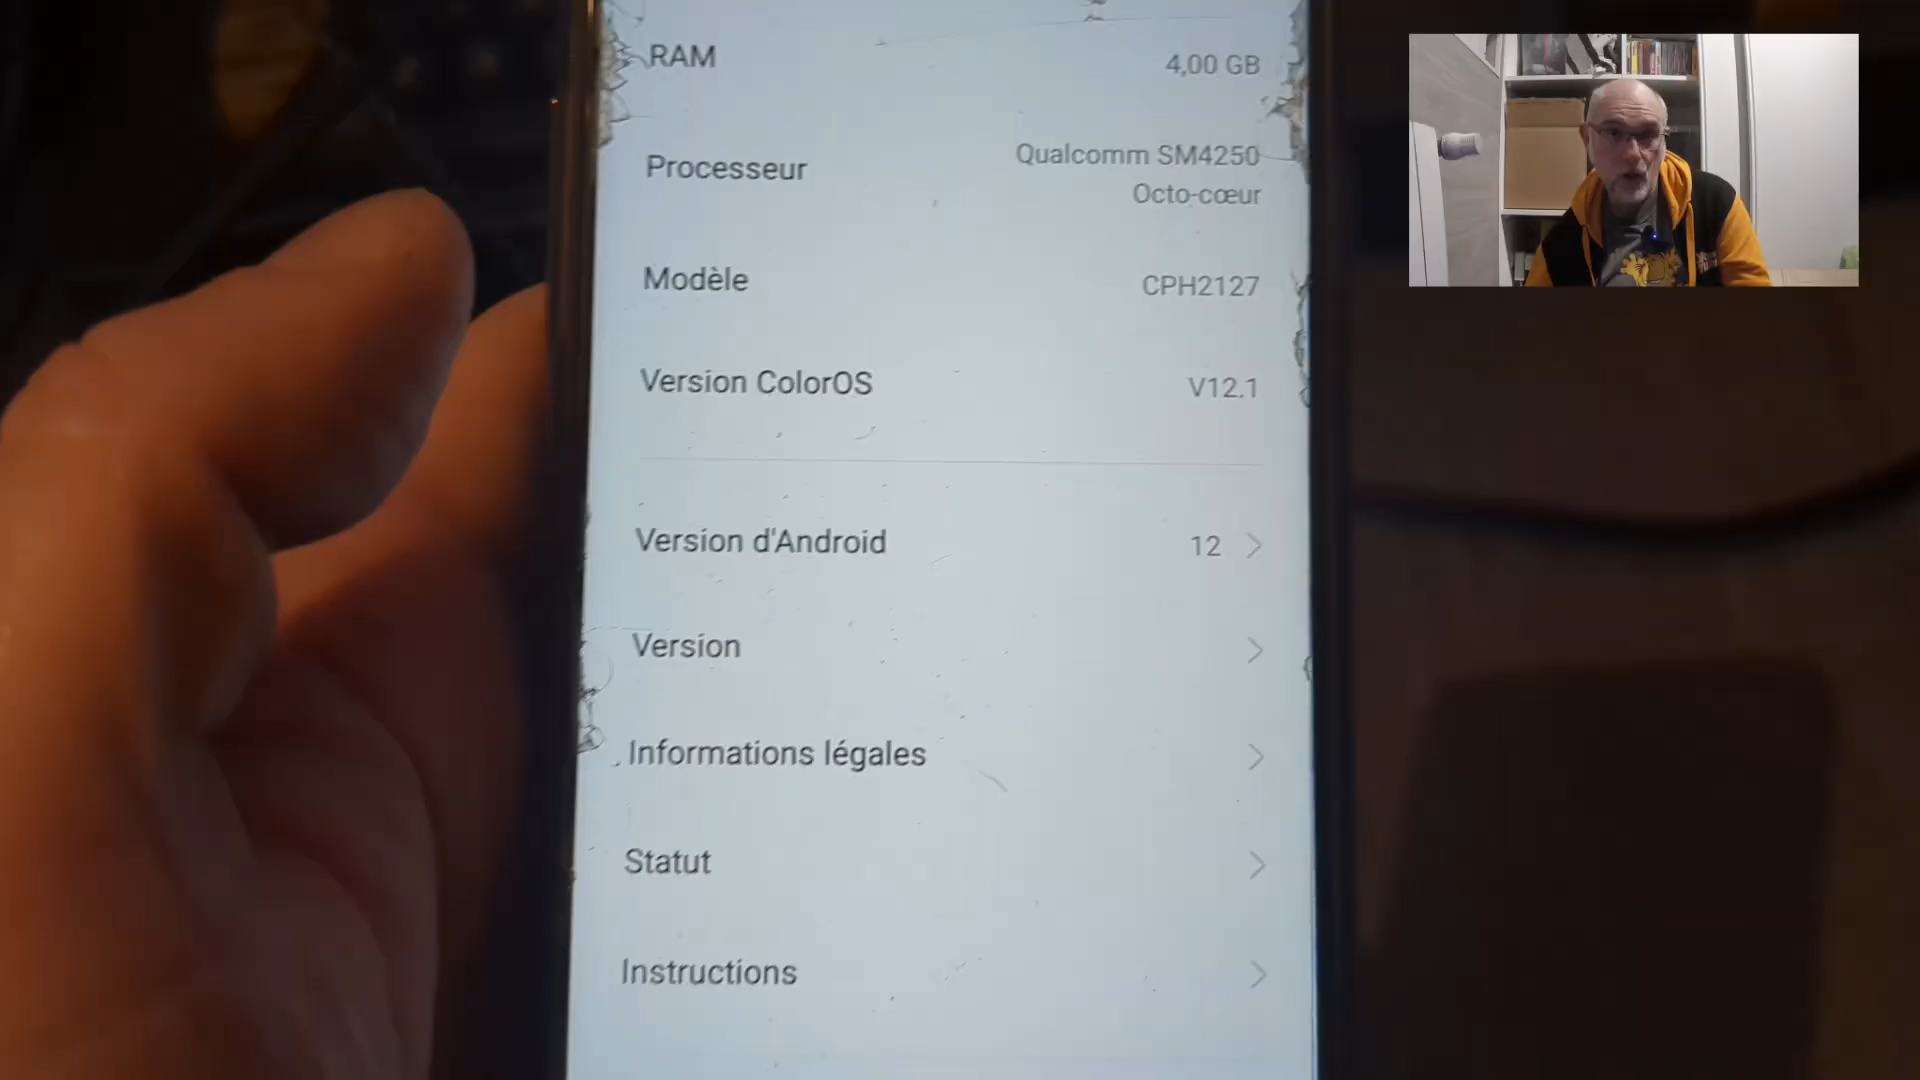 RAM
4,00 GB
Processeur
Qualcomm SM4250
Octo-cœur
Modèle
CPH2127
Version ColorOS
V12.1
Version d'Android
12
Version
Informations légales
Statut
Instructions